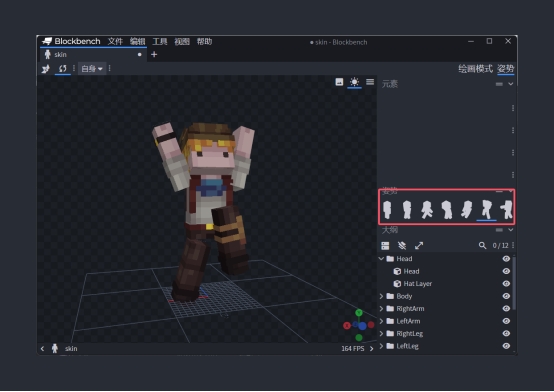 Blockbench 文件 编辑 工具 视图 帮助
● skin - Blockbench
skin
自身
绘画模式 姿势
元素
姿势
大纲
0 / 12
Head
Head
Hat Layer
Body
RightArm
LeftArm
RightLeg
LeftLeg
skin
164 FPS